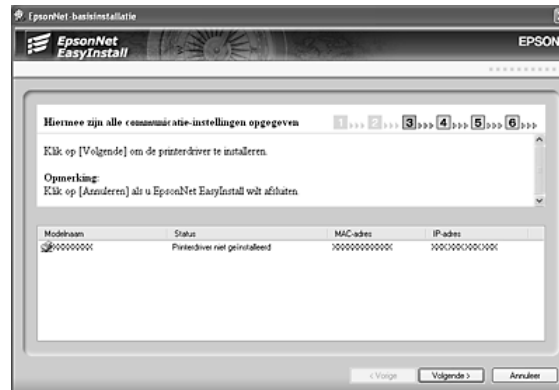 EpsonNet-basisinstallatie
EpsonNet
EasyInstall
EPSON
Hiermee zijn alle communicatie-instellingen opgegeven
1 2 3 4 5 6
Klik op [Volgende] om de printerdriver te installeren.
Opmerking:
Klik op [Annuleren] als u EpsonNet EasyInstall wilt afsluiten
Modelnaam Status MAC-adres IP-adres
XXXXXXXX Printerdriver niet geïnstalleerd XXXXXXXXXXXX XXX.XXX.XXX.XXX
< Vorige Volgende > Annuleer